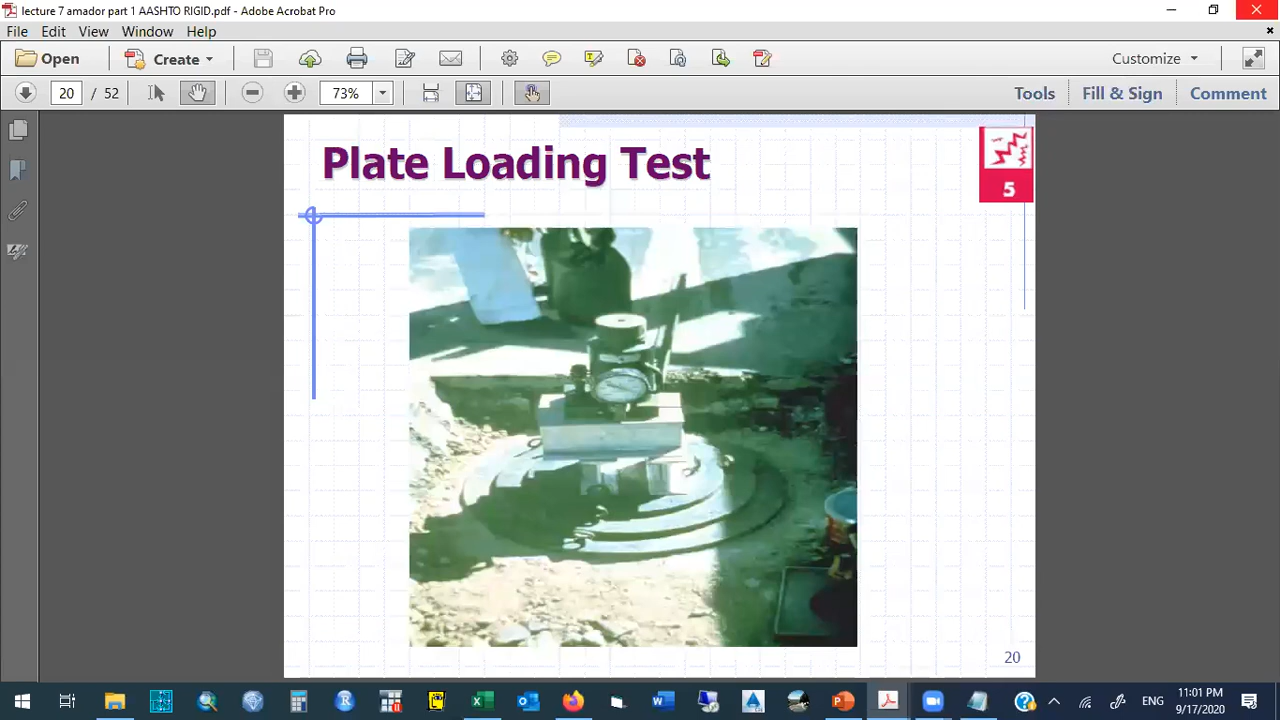 lecture 7 amador part 1 AASHTO RIGID.pdf - Adobe Acrobat Pro
File Edit View Window Help
Open Create Customize
20 / 52 73% Tools Fill & Sign Comment
Plate Loading Test
5
20
ENG 11:01 PM
9/17/2020